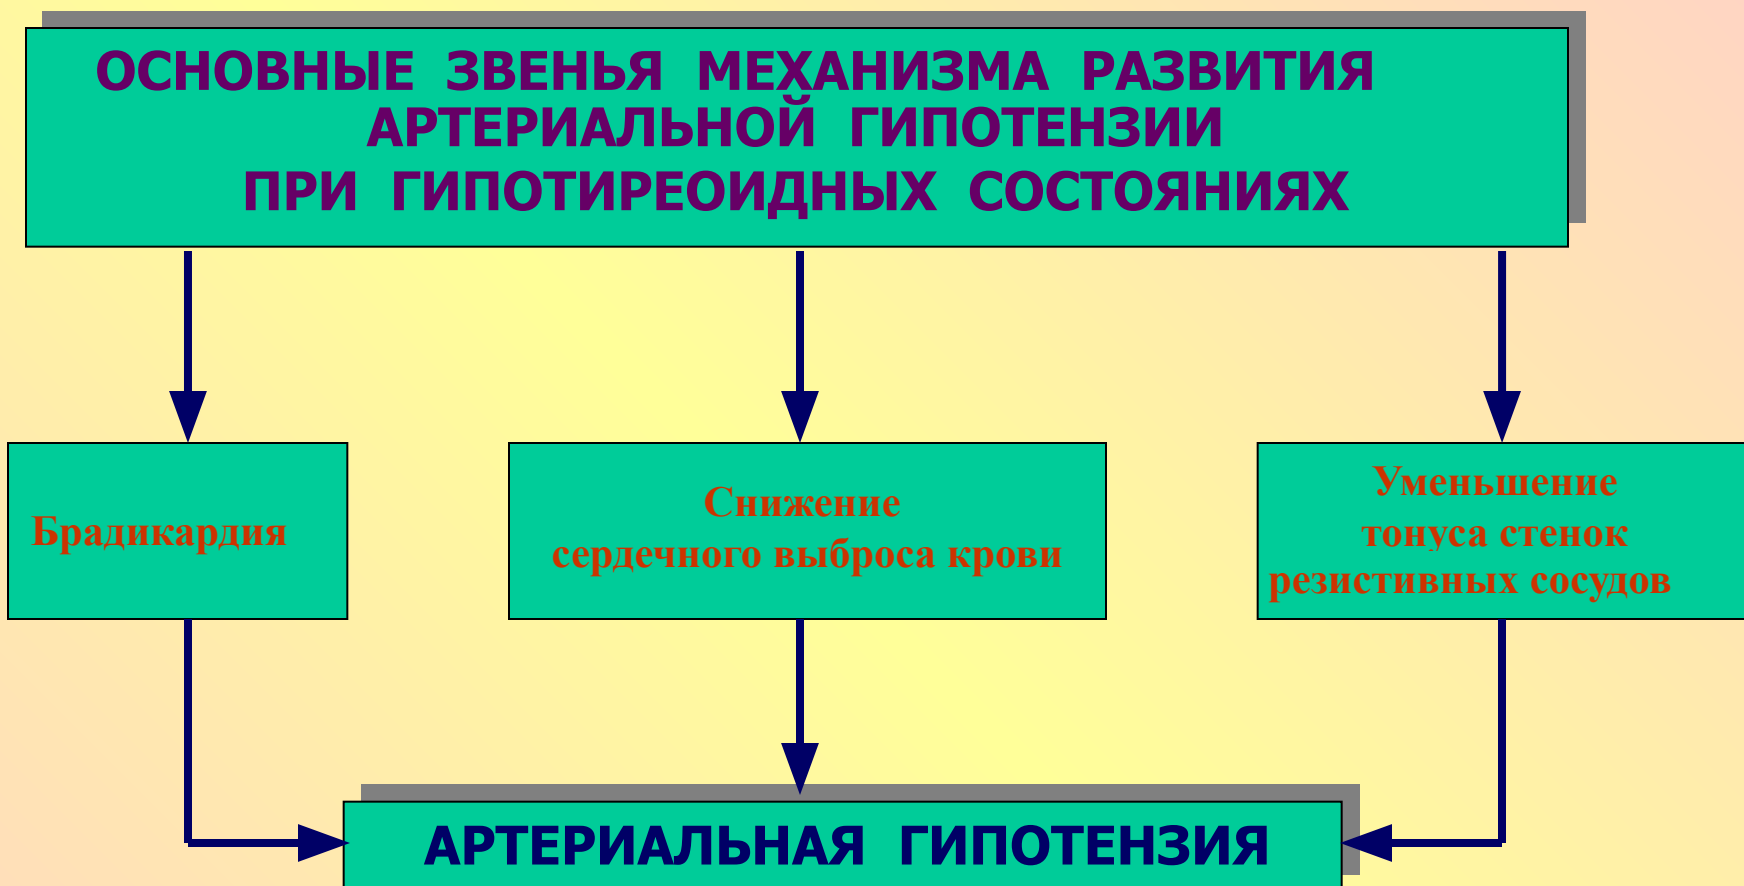 ОСНОВНЫЕ ЗВЕНЬЯ МЕХАНИЗМА РАЗВИТИЯ
АРТЕРИАЛЬНОЙ ГИПОТЕНЗИИ
ПРИ ГИПОТИРЕОИДНЫХ СОСТОЯНИЯХ
Брадикардия
Снижение
сердечного выброса крови
Уменьшение
тонуса стенок
резистивных сосудов
АРТЕРИАЛЬНАЯ ГИПОТЕНЗИЯ